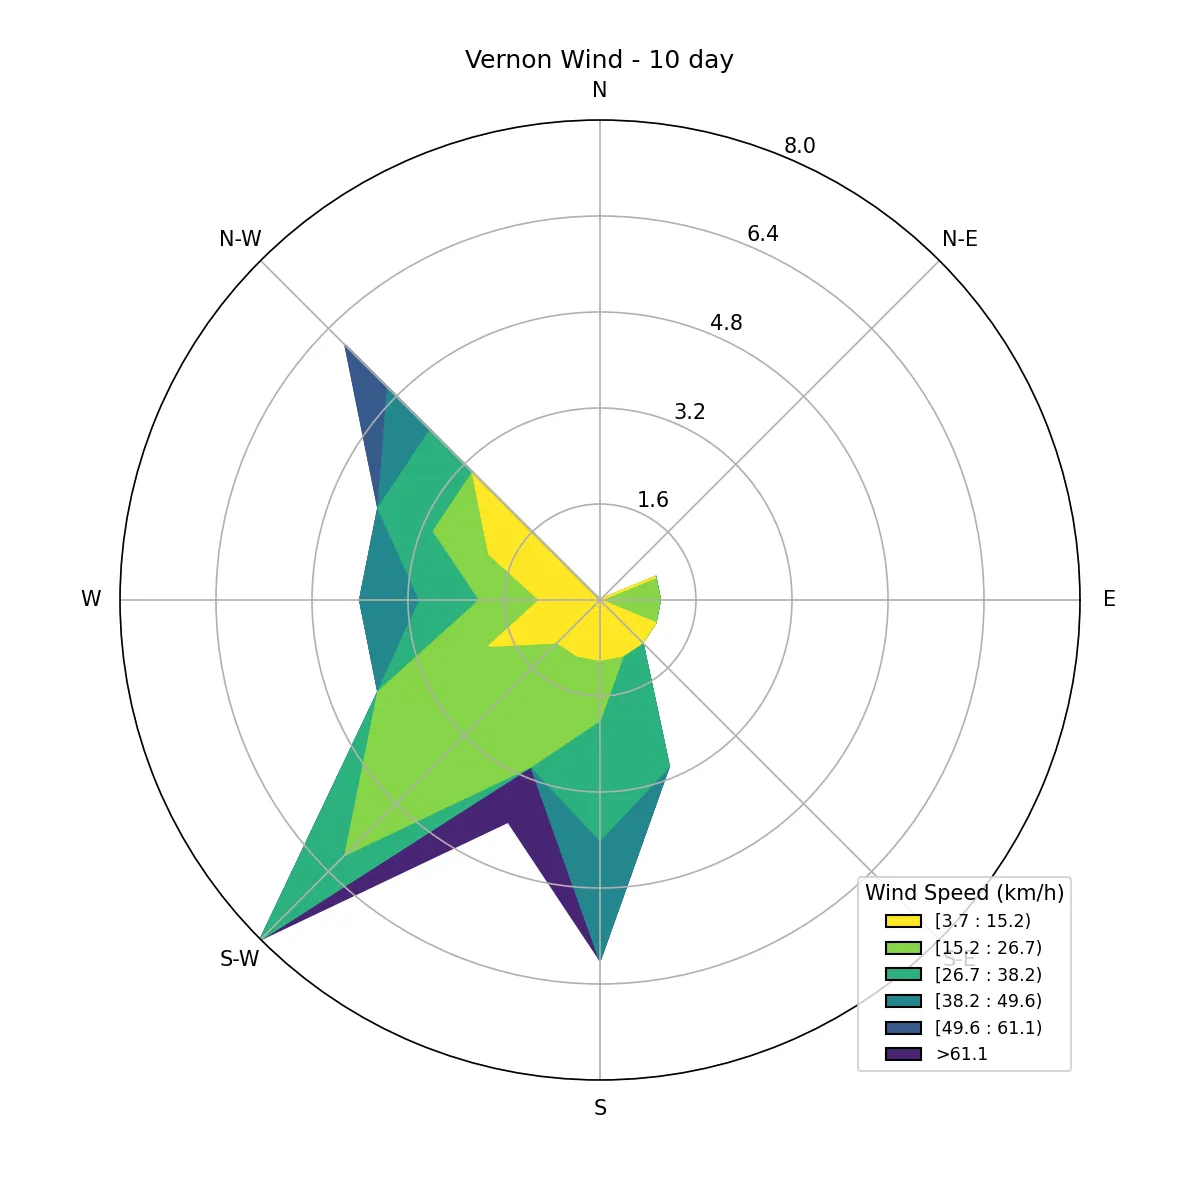 Vernon Wind - 10 day
N
8.0
N-W
6.4
N-E
4.8
3.2
1.6
W
E
S-W
S-E
S
Wind Speed (km/h)
[3.7 : 15.2)
[15.2 : 26.7)
[26.7 : 38.2)
[38.2 : 49.6)
[49.6 : 61.1)
>61.1